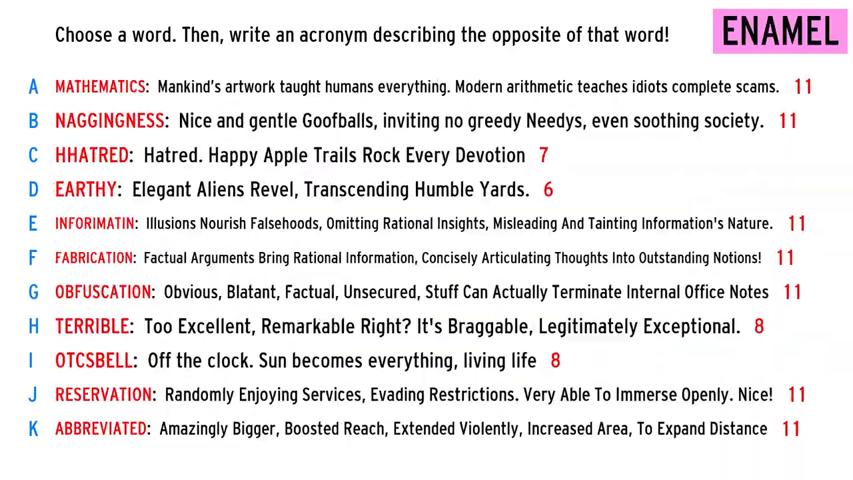 Choose a word. Then, write an acronym describing the opposite of that word!
ENAMEL
A MATHEMATICS: Mankind's artwork taught humans everything. Modern arithmetic teaches idiots complete scams. 11
B NAGGINGNESS: Nice and gentle Goofballs, inviting no greedy Needys, even soothing society. 11
C HHATRED: Hatred. Happy Apple Trails Rock Every Devotion 7
D EARTHY: Elegant Aliens Revel, Transcending Humble Yards. 6
E INFORIMATIN: Illusions Nourish Falsehoods, Omitting Rational Insights, Misleading And Tainting Information's Nature. 11
F FABRICATION: Factual Arguments Bring Rational Information, Concisely Articulating Thoughts Into Outstanding Notions! 11
G OBFUSCATION: Obvious, Blatant, Factual, Unsecured, Stuff Can Actually Terminate Internal Office Notes 11
H TERRIBLE: Too Excellent, Remarkable Right? It's Braggable, Legitimately Exceptional. 8
I OTCSBELL: Off the clock. Sun becomes everything, living life 8
J RESERVATION: Randomly Enjoying Services, Evading Restrictions. Very Able To Immerse Openly. Nice! 11
K ABBREVIATED: Amazingly Bigger, Boosted Reach, Extended Violently, Increased Area, To Expand Distance 11